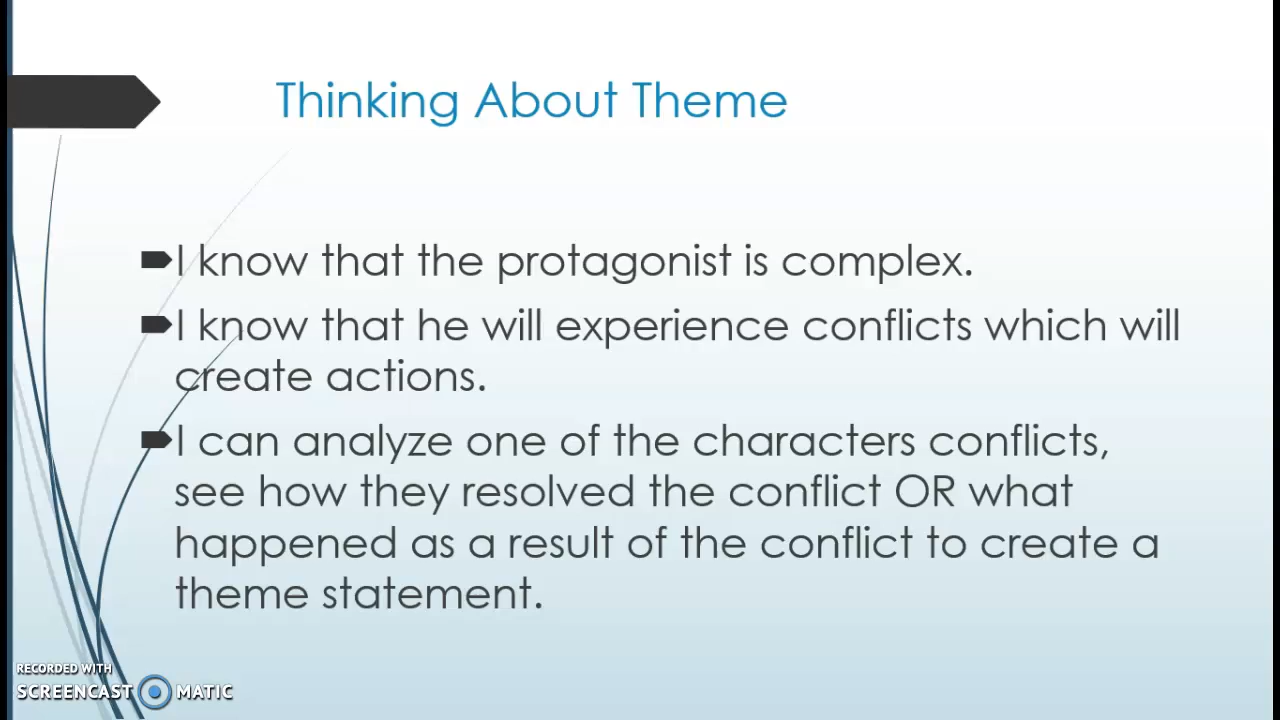 Thinking About Theme
I know that the protagonist is complex.
I know that he will experience conflicts which will
create actions.
I can analyze one of the characters conflicts,
see how they resolved the conflict OR what
happened as a result of the conflict to create a
theme statement.
RECORDED WITH
SCREENCAST MATIC